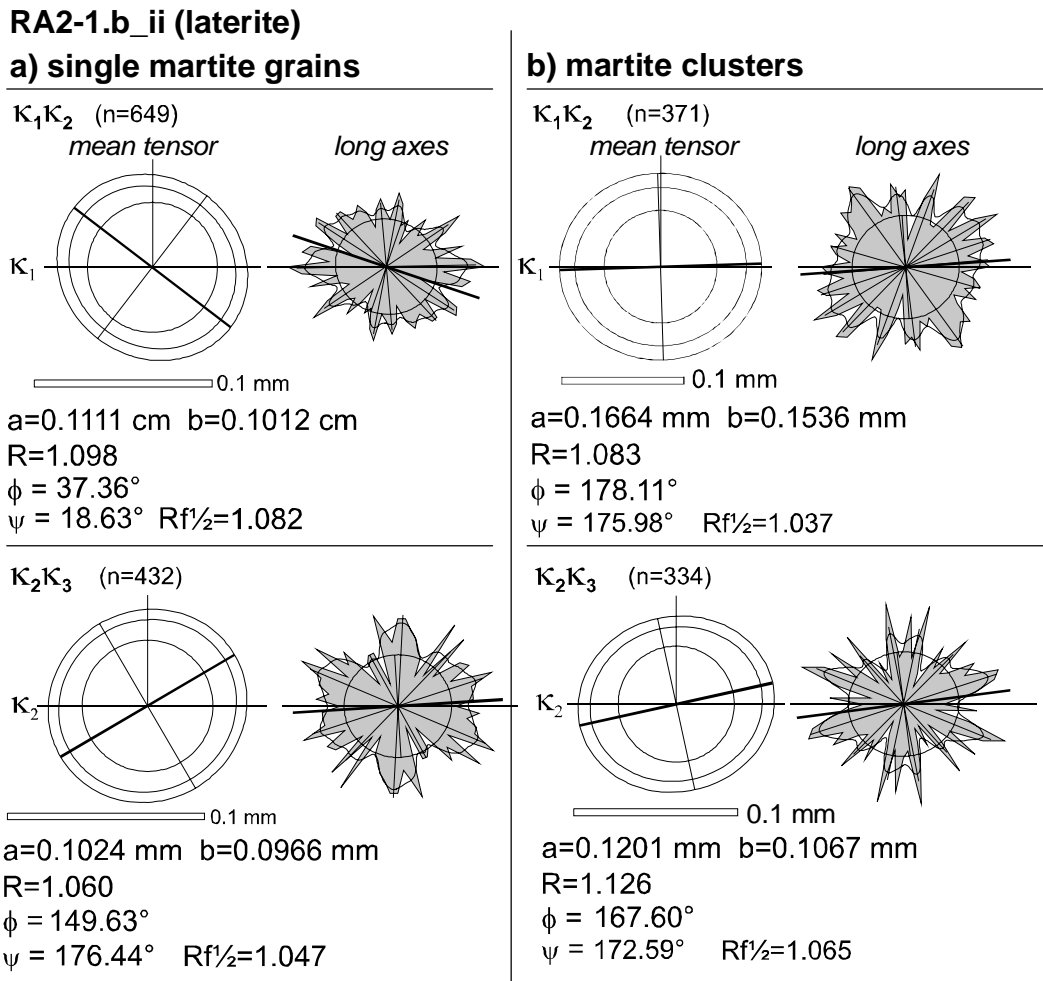 RA2-1.b_ii (laterite)
a) single martite grains
κ₁κ₂ (n=649)
mean tensor long axes
κ₁
0.1 mm
a=0.1111 cm b=0.1012 cm
R=1.098
ϕ = 37.36°
ψ = 18.63° Rf½=1.082
κ₂κ₃ (n=432)
κ₂
0.1 mm
a=0.1024 mm b=0.0966 mm
R=1.060
ϕ = 149.63°
ψ = 176.44° Rf½=1.047
b) martite clusters
κ₁κ₂ (n=371)
mean tensor long axes
κ₁
0.1 mm
a=0.1664 mm b=0.1536 mm
R=1.083
ϕ = 178.11°
ψ = 175.98° Rf½=1.037
κ₂κ₃ (n=334)
κ₂
0.1 mm
a=0.1201 mm b=0.1067 mm
R=1.126
ϕ = 167.60°
ψ = 172.59° Rf½=1.065